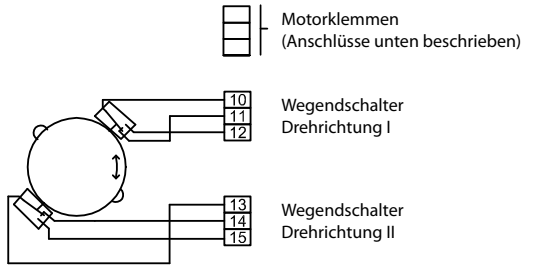 Motorklemmen
(Anschlüsse unten beschrieben)
10
11
12
Wegendschalter
Drehrichtung I
13
14
15
Wegendschalter
Drehrichtung II